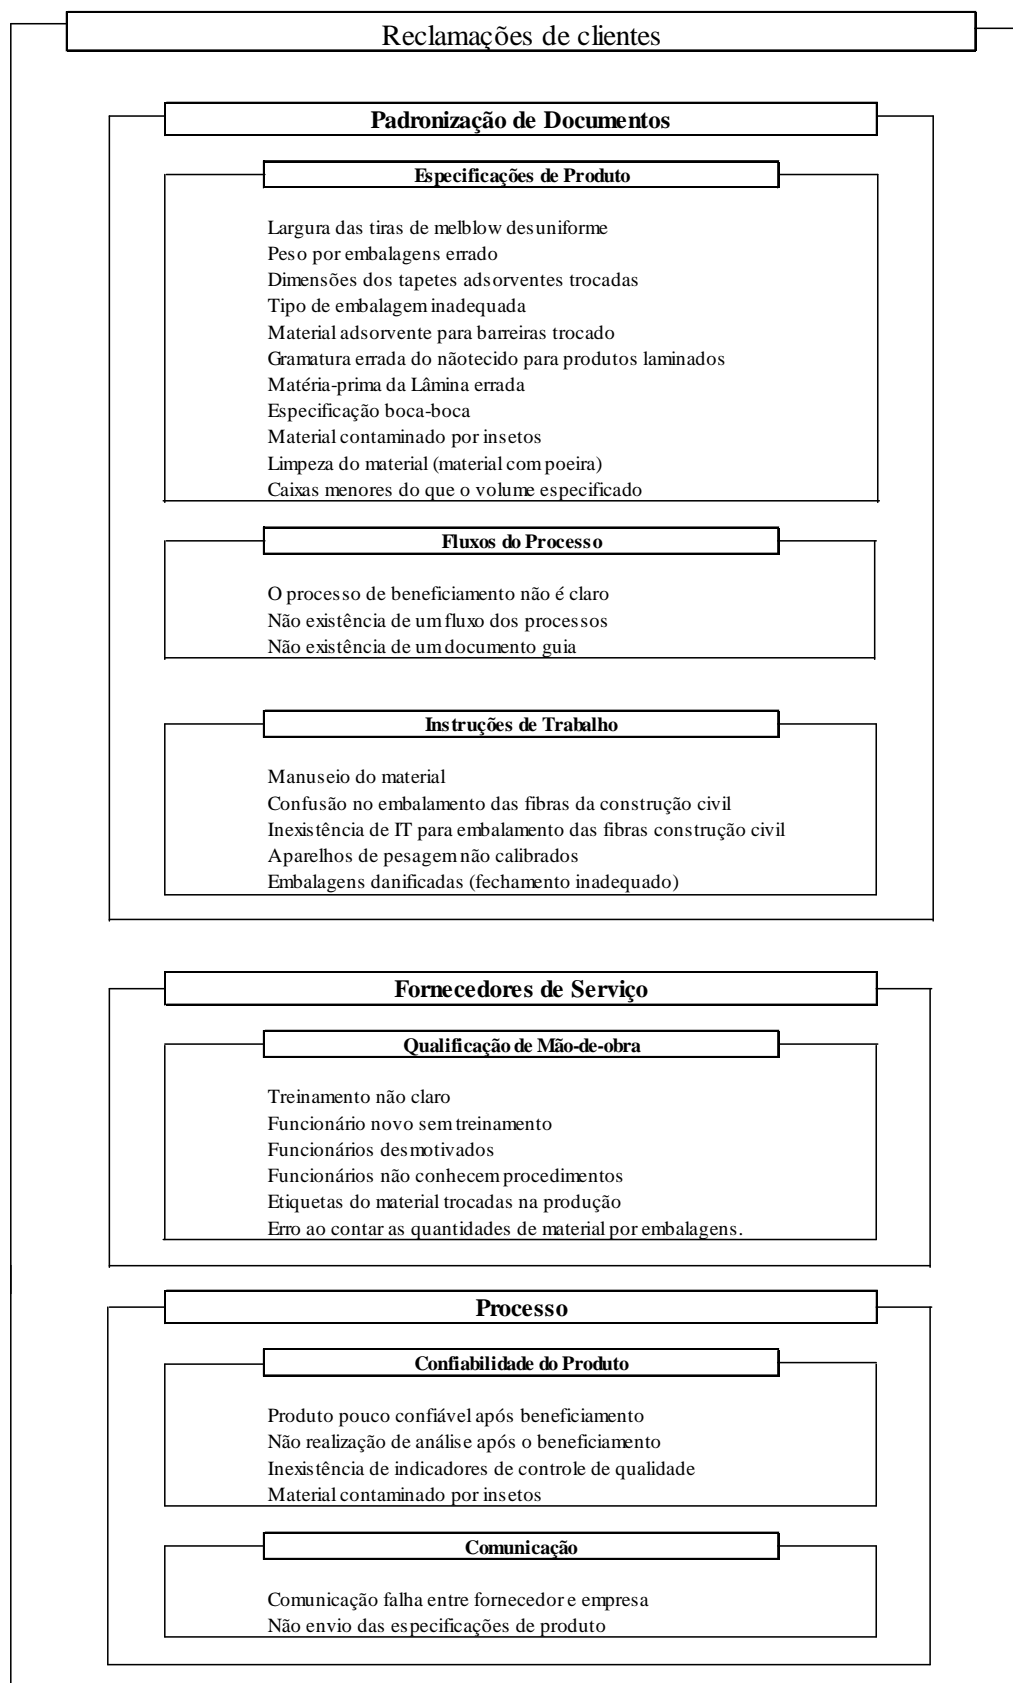 Reclamações de clientes
Padronização de Documentos
Especificações de Produto
Largura das tiras de melblow desuniforme
Peso por embalagens errado
Dimensões dos tapetes adsorventes trocadas
Tipo de embalagem inadequada
Material adsorvente para barreiras trocado
Gramatura errada do nãotecido para produtos laminados
Matéria-prima da Lâmina errada
Especificação boca-boca
Material contaminado por insetos
Limpeza do material (material com poeira)
Caixas menores do que o volume especificado
Fluxos do Processo
O processo de beneficiamento não é claro
Não existência de um fluxo dos processos
Não existência de um documento guia
Instruções de Trabalho
Manuseio do material
Confusão no embalamento das fibras da construção civil
Inexistência de IT para embalamento das fibras construção civil
Aparelhos de pesagem não calibrados
Embalagens danificadas (fechamento inadequado)
Fornecedores de Serviço
Qualificação de Mão-de-obra
Treinamento não claro
Funcionário novo sem treinamento
Funcionários desmotivados
Funcionários não conhecem procedimentos
Etiquetas do material trocadas na produção
Erro ao contar as quantidades de material por embalagens.
Processo
Confiabilidade do Produto
Produto pouco confiável após beneficiamento
Não realização de análise após o beneficiamento
Inexistência de indicadores de controle de qualidade
Material contaminado por insetos
Comunicação
Comunicação falha entre fornecedor e empresa
Não envio das especificações de produto